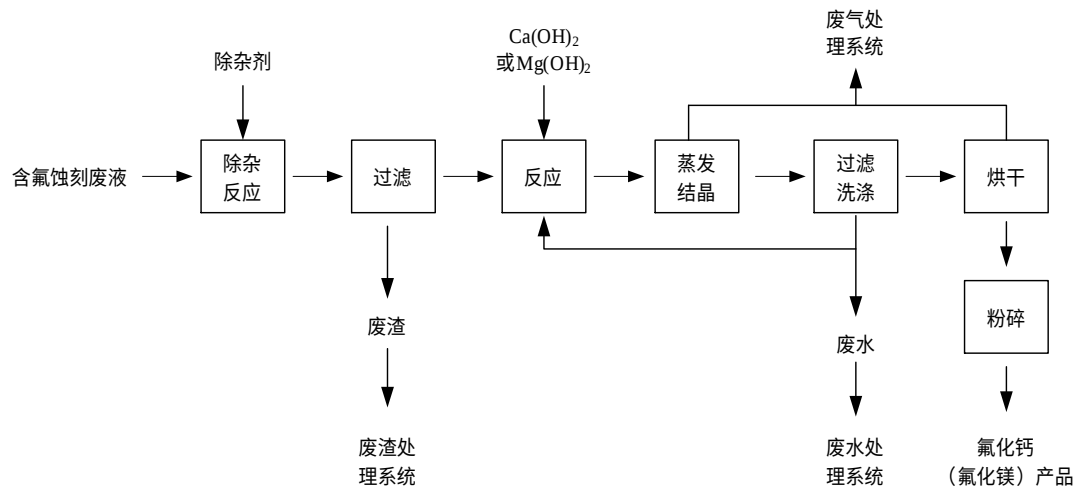 废气处
理系统
Ca(OH)₂
或Mg(OH)₂
除杂剂
含氟蚀刻废液
除杂
反应
过滤
反应
蒸发
结晶
过滤
洗涤
烘干
粉碎
废渣
废水
废渣处
理系统
废水处
理系统
氟化钙
（氟化镁）产品